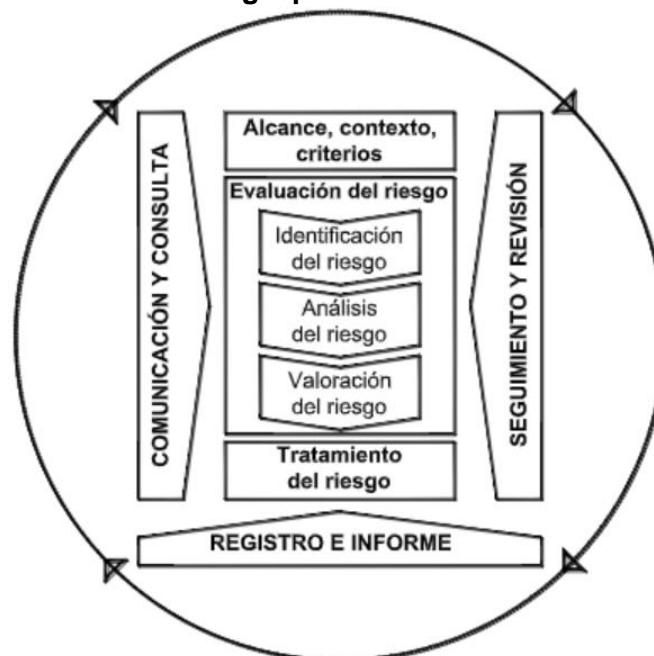 Alcance, contexto,
criterios
Evaluación del riesgo
Identificación
del riesgo
Análisis
del riesgo
Valoración
del riesgo
Tratamiento
del riesgo
COMUNICACIÓN Y CONSULTA
SEGUIMIENTO Y REVISIÓN
REGISTRO E INFORME